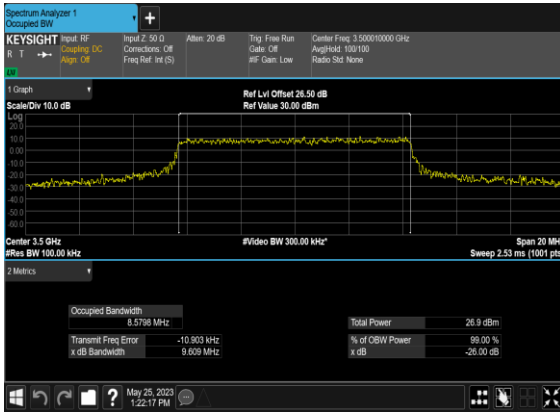 Spectrum Analyzer 1
Occupied BW
+
KEYSIGHT Input: RF Input Z: 50 Ω Atten: 20 dB Trig: Free Run Center Freq: 3.500010000 GHz
R T Coupling: DC Corrections: Off Gate: Off Avg|Hold: 100/100
Align: Off Freq Ref: Int (S) #IF Gain: Low Radio Std: None
LXI
1 Graph
Ref Lvl Offset 26.50 dB
Scale/Div 10.0 dB Ref Value 30.00 dBm
Log
20.0
10.0
0.00
-10.0
-20.0
-30.0
-40.0
-50.0
-60.0
Center 3.5 GHz #Video BW 300.00 kHz* Span 20 MH
#Res BW 100.00 kHz Sweep 2.53 ms (1001 pts
2 Metrics
Occupied Bandwidth
8.5798 MHz Total Power 26.9 dBm
Transmit Freq Error -10.903 kHz % of OBW Power 99.00 %
x dB Bandwidth 9.609 MHz x dB -26.00 dB
? May 25, 2023
1:22:17 PM